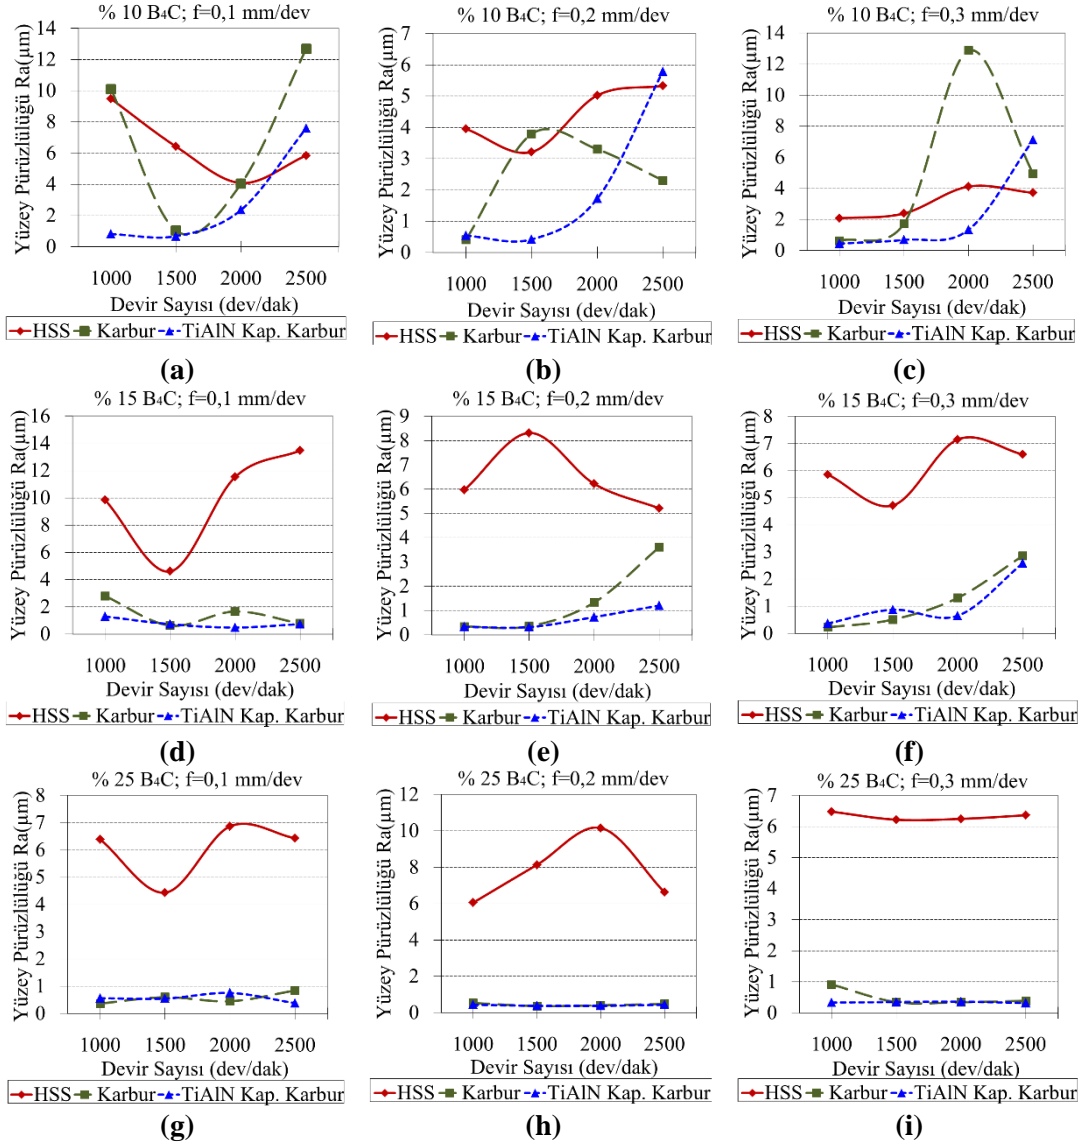 % 10 B₄C; f=0,1 mm/dev
Yüzey Pürüzlülüğü Ra(µm)
14
12
10
8
6
4
2
0
1000 1500 2000 2500
Devir Sayısı (dev/dak)
HSS Karbur TiAlN Kap. Karbur
(a)
% 10 B₄C; f=0,2 mm/dev
Yüzey Pürüzlülüğü Ra(µm)
7
6
5
4
3
2
1
0
1000 1500 2000 2500
Devir Sayısı (dev/dak)
HSS Karbur TiAlN Kap. Karbur
(b)
% 10 B₄C; f=0,3 mm/dev
Yüzey Pürüzlülüğü Ra(µm)
14
12
10
8
6
4
2
0
1000 1500 2000 2500
Devir Sayısı (dev/dak)
HSS Karbur TiAlN Kap. Karbur
(c)
% 15 B₄C; f=0,1 mm/dev
Yüzey Pürüzlülüğü Ra(µm)
16
14
12
10
8
6
4
2
0
1000 1500 2000 2500
Devir Sayısı (dev/dak)
HSS Karbur TiAlN Kap. Karbur
(d)
% 15 B₄C; f=0,2 mm/dev
Yüzey Pürüzlülüğü Ra(µm)
9
8
7
6
5
4
3
2
1
0
1000 1500 2000 2500
Devir Sayısı (dev/dak)
HSS Karbur TiAlN Kap. Karbur
(e)
% 15 B₄C; f=0,3 mm/dev
Yüzey Pürüzlülüğü Ra(µm)
8
7
6
5
4
3
2
1
0
1000 1500 2000 2500
Devir Sayısı (dev/dak)
HSS Karbur TiAlN Kap. Karbur
(f)
% 25 B₄C; f=0,1 mm/dev
Yüzey Pürüzlülüğü Ra(µm)
8
7
6
5
4
3
2
1
0
1000 1500 2000 2500
Devir Sayısı (dev/dak)
HSS Karbur TiAlN Kap. Karbur
(g)
% 25 B₄C; f=0,2 mm/dev
Yüzey Pürüzlülüğü Ra(µm)
12
10
8
6
4
2
0
1000 1500 2000 2500
Devir Sayısı (dev/dak)
HSS Karbur TiAlN Kap. Karbur
(h)
% 25 B₄C; f=0,3 mm/dev
Yüzey Pürüzlülüğü Ra(µm)
7
6
5
4
3
2
1
0
1000 1500 2000 2500
Devir Sayısı (dev/dak)
HSS Karbur TiAlN Kap. Karbur
(i)